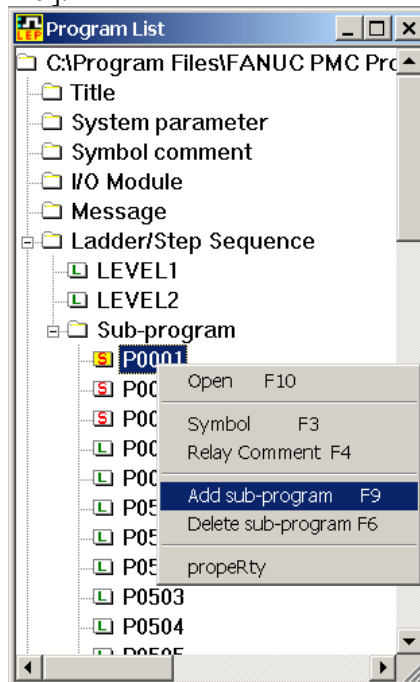 LEP Program List
C:\Program Files\FANUC PMC Pro
Title
System parameter
Symbol comment
I/O Module
Message
Ladder/Step Sequence
L LEVEL1
L LEVEL2
Sub-program
S P0001
S P00
S P00
L P00
L P00
L P05
L P05
L P05
L P0503
L P0504
Open F10
Symbol F3
Relay Comment F4
Add sub-program F9
Delete sub-program F6
propeRty